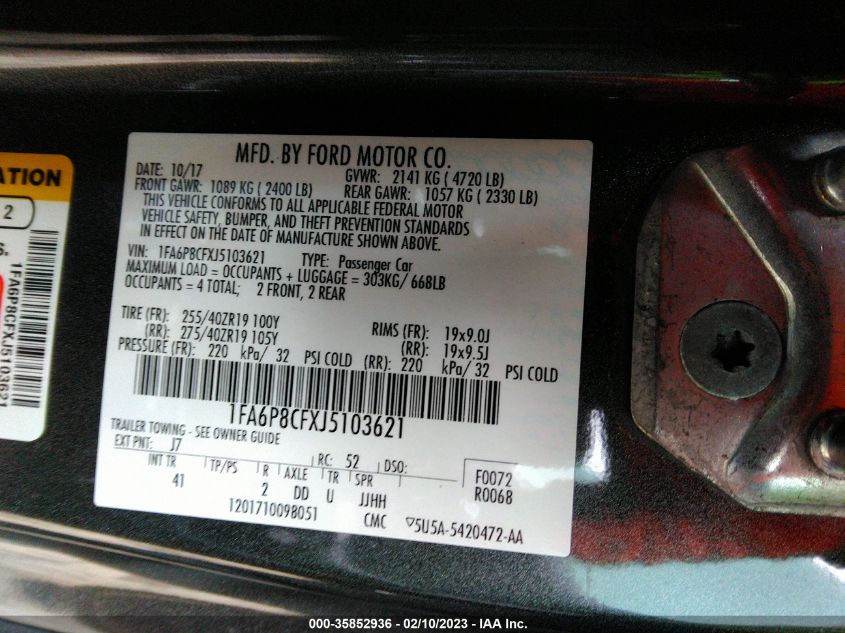 ATION
2
S.
1FA6P8CFXJ5103621
MFD. BY FORD MOTOR CO.
DATE: 10/17 GVWR: 2141 KG ( 4720 LB)
FRONT GAWR: 1089 KG ( 2400 LB) REAR GAWR: 1057 KG ( 2330 LB)
THIS VEHICLE CONFORMS TO ALL APPLICABLE FEDERAL MOTOR
VEHICLE SAFETY, BUMPER, AND THEFT PREVENTION STANDARDS
IN EFFECT ON THE DATE OF MANUFACTURE SHOWN ABOVE.
VIN: 1FA6P8CFXJ5103621 TYPE: Passenger Car
MAXIMUM LOAD = OCCUPANTS + LUGGAGE = 303KG/ 668LB
OCCUPANTS = 4 TOTAL; 2 FRONT, 2 REAR
TIRE (FR): 255/40ZR19 100Y RIMS (FR): 19x9.0J
(RR): 275/40ZR19 105Y (RR): 19x9.5J
PRESSURE (FR): 220 kPa/ 32 PSI COLD (RR): 220 kPa/32 PSI COLD
1FA6P8CFXJ5103621
TRAILER TOWING - SEE OWNER GUIDE
EXT PNT: J7 RC: 52 DSO:
INT TR TP/PS R AXLE TR SPR F0072
41 2 DD U JJHH R0068
1201710098051 CMC ▽5U5A-5420472-AA
000-35852936 - 02/10/2023 - IAA Inc.